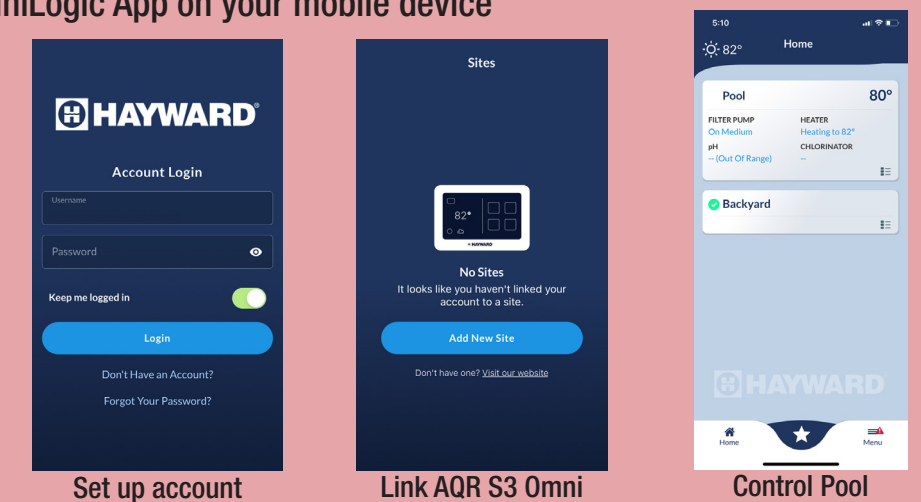 niLogic App on your mobile device
HAYWARD
Account Login
Username
Password
Keep me logged in
Login
Don't Have an Account?
Forgot Your Password?
Set up account
Sites
82°
HAYWARD
No Sites
It looks like you haven't linked your
account to a site.
Add New Site
Don't have one? Visit our website
Link AQR S3 Omni
5:10
82° Home
Pool 80°
FILTER PUMP HEATER
On Medium Heating to 82°
pH CHLORINATOR
-- (Out Of Range) --
Backyard
HAYWARD
Home Menu
Control Pool